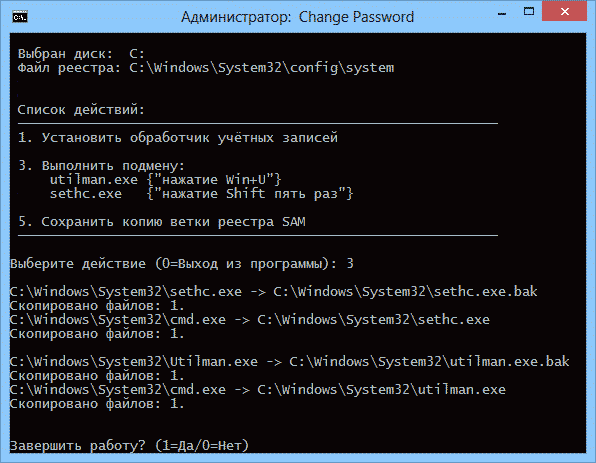 Администратор: Change Password
Выбран диск: C:
Файл реестра: C:\Windows\System32\config\system
Список действий:
1. Установить обработчик учётных записей
3. Выполнить подмену:
utilman.exe {"нажатие Win+U"}
sethc.exe {"нажатие Shift пять раз"}
5. Сохранить копию ветки реестра SAM
Выберите действие (0=Выход из программы): 3
C:\Windows\System32\sethc.exe -> C:\Windows\System32\sethc.exe.bak
Скопировано файлов: 1.
C:\Windows\System32\cmd.exe -> C:\Windows\System32\sethc.exe
Скопировано файлов: 1.
C:\Windows\System32\Utilman.exe -> C:\Windows\System32\utilman.exe.bak
Скопировано файлов: 1.
C:\Windows\System32\cmd.exe -> C:\Windows\System32\utilman.exe
Скопировано файлов: 1.
Завершить работу? (1=Да/0=Нет)